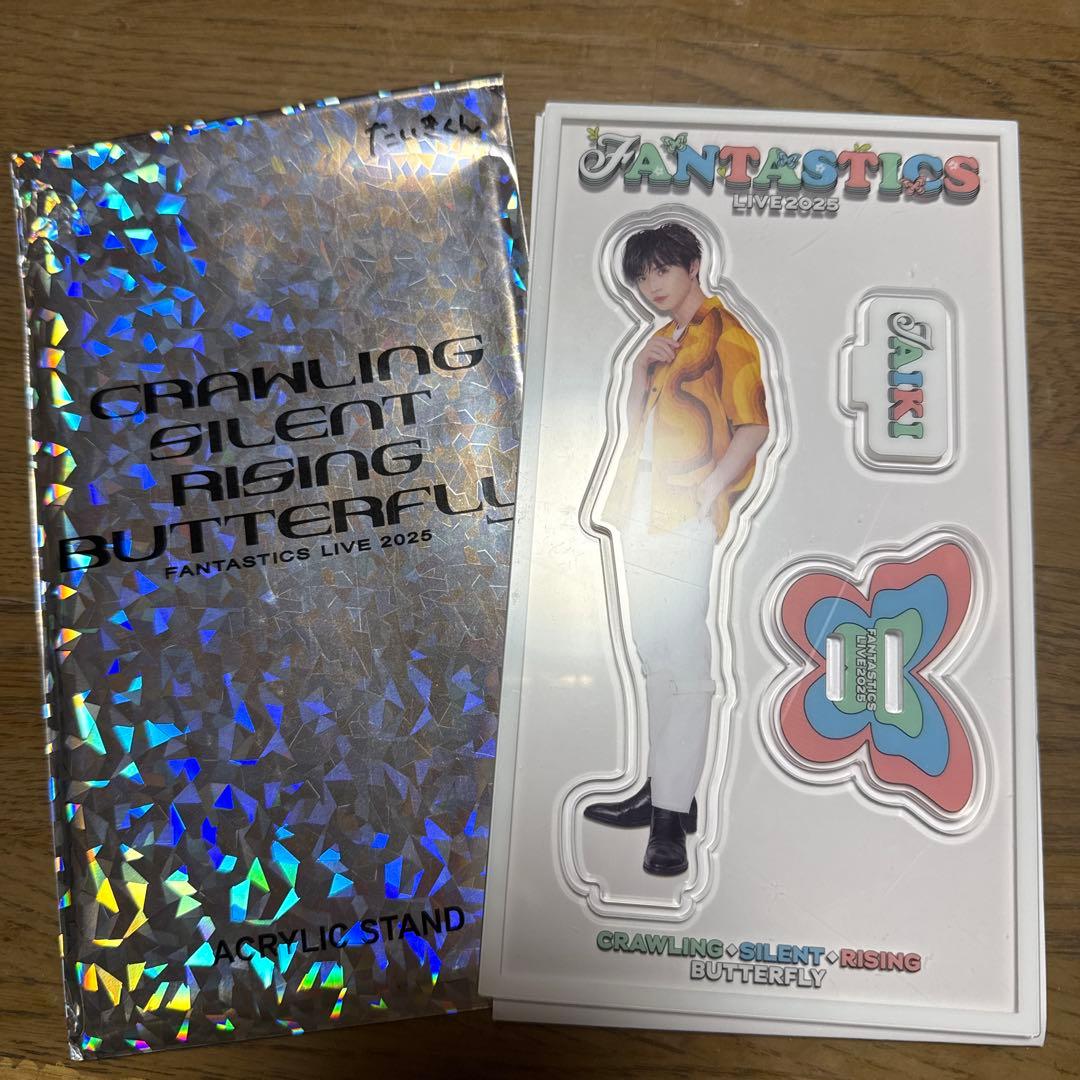 たいきくん
CRAWLING
SILENT
RISING
BUTTERFLY
FANTASTICS LIVE 2025
ACRYLIC STAND
FANTASTICS
LIVE 2025
TAIKI
FANTASTICS
LIVE2025
CRAWLING◆SILENT◆RISING
BUTTERFLY